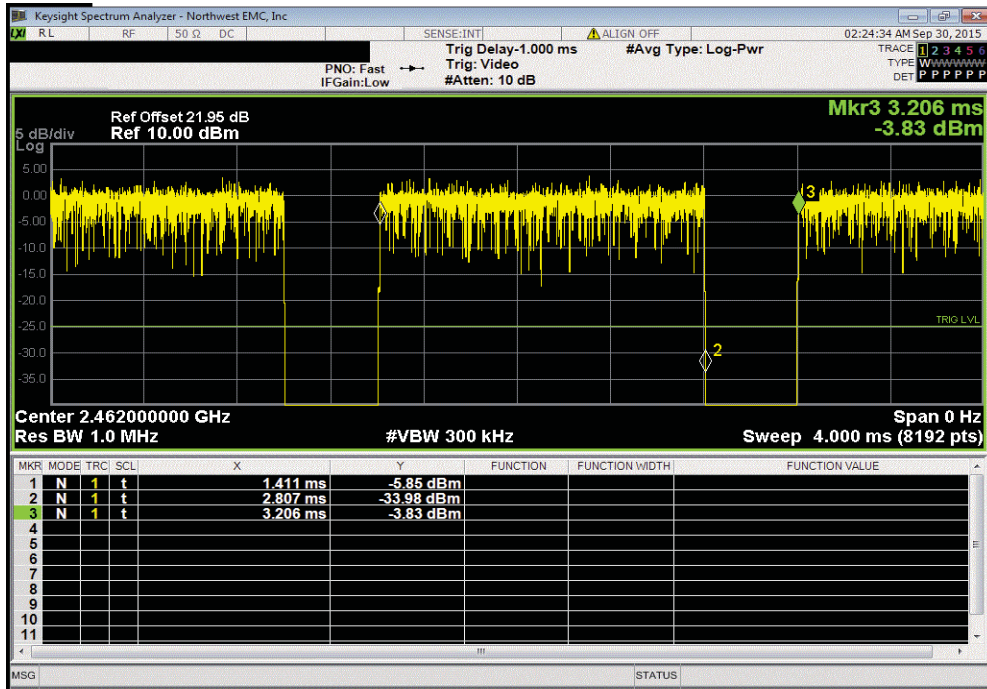 Keysight Spectrum Analyzer - Northwest EMC, Inc
LXI RL RF 50 Ω DC SENSE:INT ALIGN OFF 02:24:34 AM Sep 30, 2015
Trig Delay-1.000 ms #Avg Type: Log-Pwr TRACE 1 2 3 4 5 6
PNO: Fast Trig: Video TYPE WWWWWWW
IFGain:Low #Atten: 10 dB DET P P P P P P
Mkr3 3.206 ms
-3.83 dBm
Ref Offset 21.95 dB
5 dB/div Ref 10.00 dBm
Log
5.00
0.00
-5.00
-10.0
-15.0
-20.0
-25.0
-30.0
-35.0
3
TRIG LVL
2
Center 2.462000000 GHz Span 0 Hz
Res BW 1.0 MHz #VBW 300 kHz Sweep 4.000 ms (8192 pts)
MKR MODE TRC SCL X Y FUNCTION FUNCTION WIDTH FUNCTION VALUE
1 N 1 t 1.411 ms -5.85 dBm
2 N 1 t 2.807 ms -33.98 dBm
3 N 1 t 3.206 ms -3.83 dBm
4
5
6
7
8
9
10
11
MSG STATUS